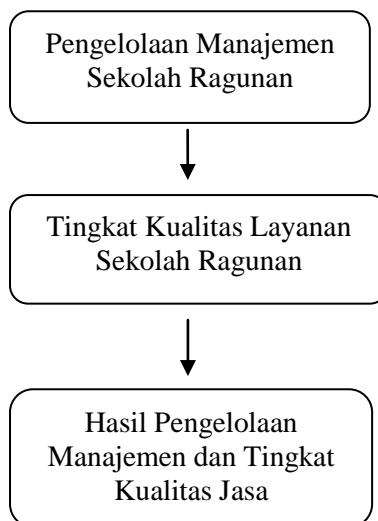 Pengelolaan Manajemen
Sekolah Ragunan
Tingkat Kualitas Layanan
Sekolah Ragunan
Hasil Pengelolaan
Manajemen dan Tingkat
Kualitas Jasa